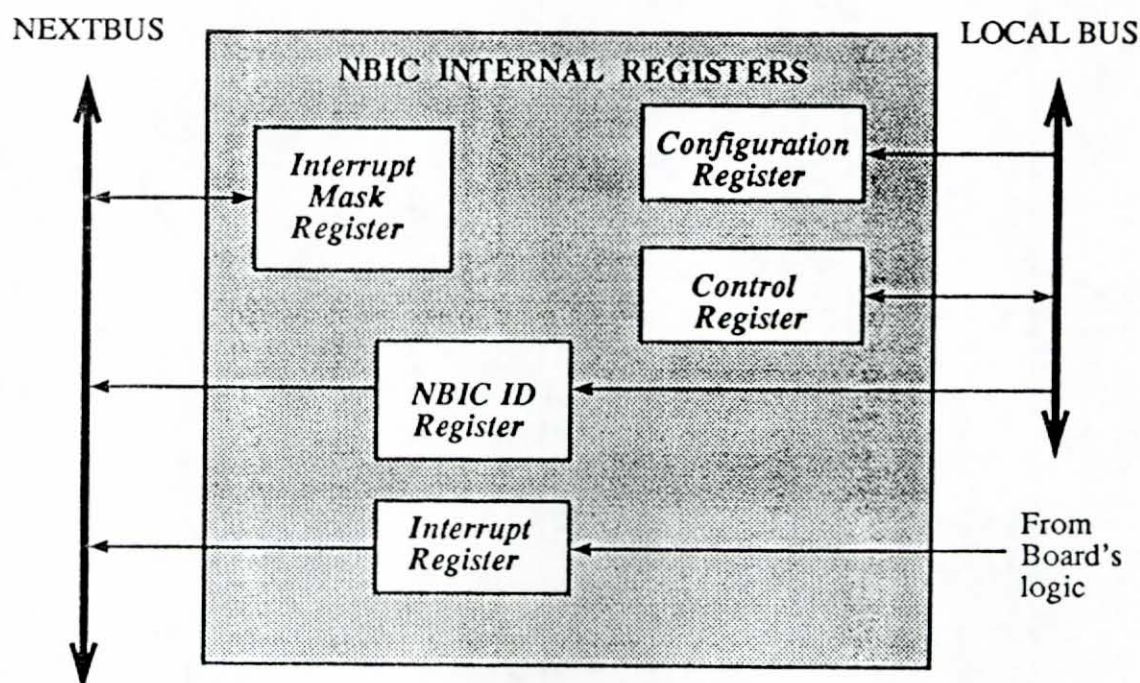 NEXTBUS
LOCAL BUS
NBIC INTERNAL REGISTERS
Interrupt
Mask
Register
Configuration
Register
Control
Register
NBIC ID
Register
Interrupt
Register
From
Board's
logic